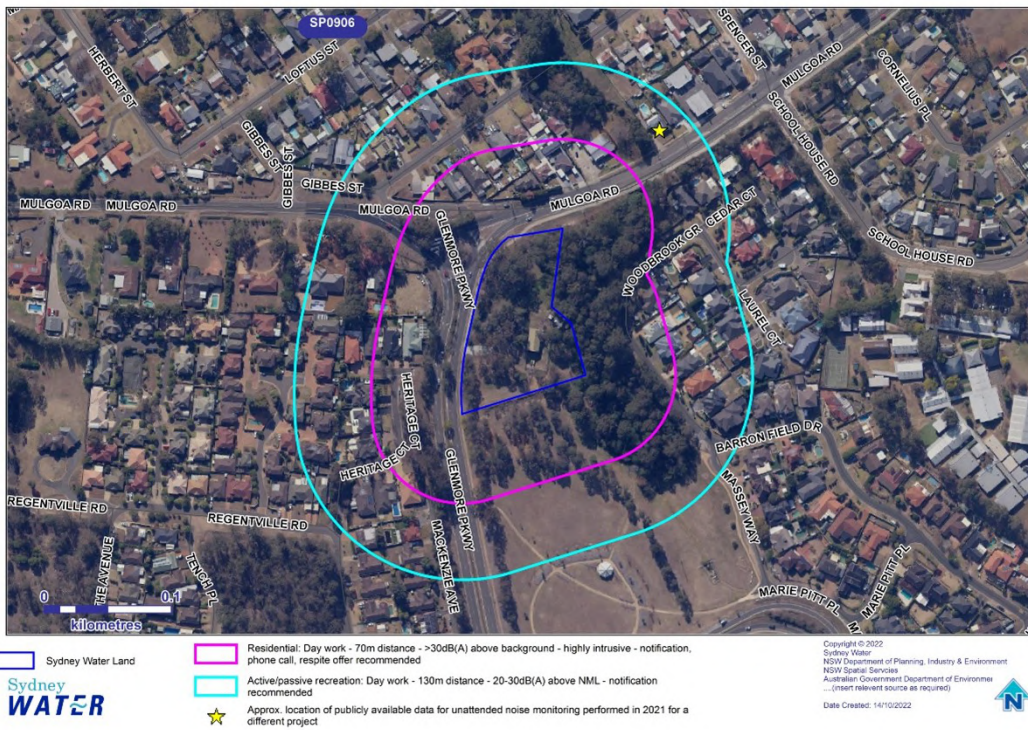 SP0906
HERBERT ST
LOFTUS ST
SPENCER ST
MULGOA RD
CORNELIUS PL
SCHOOL HOUSE RD
GIBBES ST
GIBBES ST
GIBBES ST
MULGOA RD
MULGOA RD
MULGOA RD
MULGOA RD
GLENMORE PKWY
WOODBROOK GR
CEDAR CT
SCHOOL HOUSE RD
LAUREL CT
HERITAGE CT
HERITAGE CT
BARRON FIELD DR
GLENMORE PKWY
MASSEY WAY
REGENTVILLE RD
REGENTVILLE RD
MACKENZIE AVE
THE AVENUE
TENCH PL
MARIE PITT PL
MARIE PITT PL
0
0.1
kilometres
Sydney Water Land
Sydney
WATER
Residential: Day work - 70m distance - >30dB(A) above background - highly intrusive - notification,
phone call, respite offer recommended
Active/passive recreation: Day work - 130m distance - 20-30dB(A) above NML - notification
recommended
Approx. location of publicly available data for unattended noise monitoring performed in 2021 for a
different project
Copyright © 2022
Sydney Water
NSW Department of Planning, Industry & Environment
NSW Spatial Services
Australian Government Department of Environmen
....(insert relevent source as required)
Date Created: 14/10/2022
N